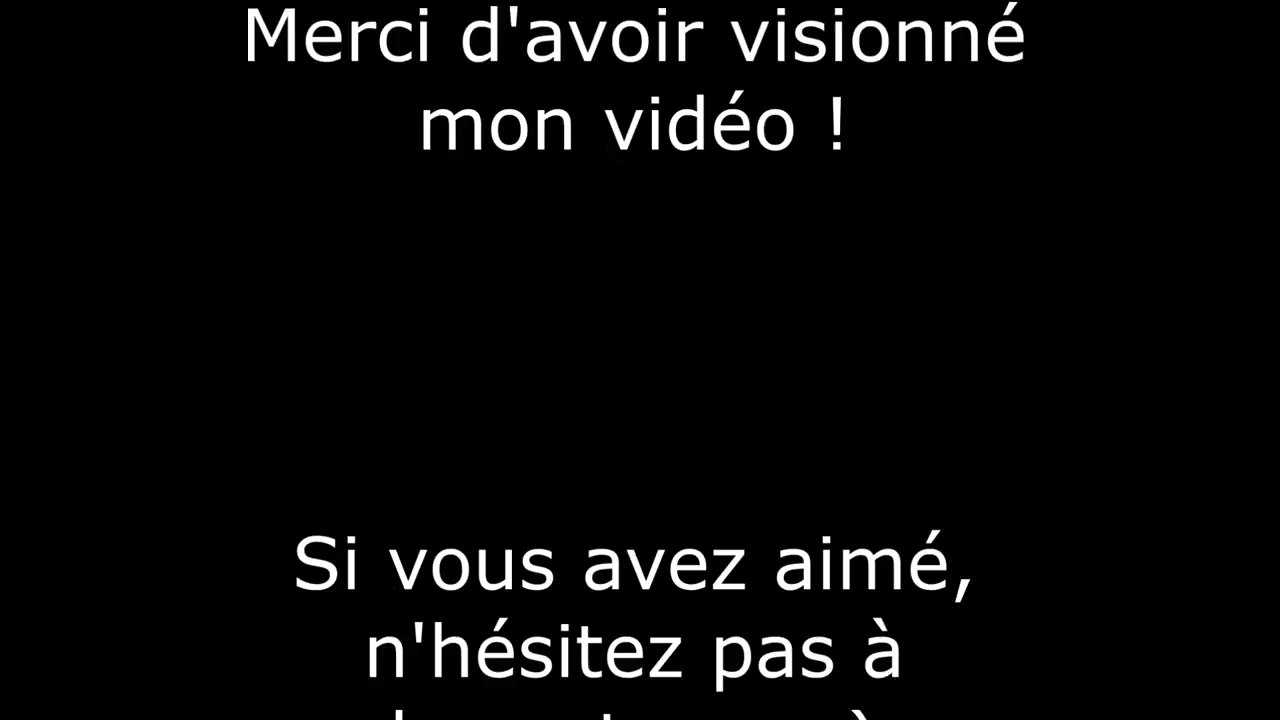 Merci d'avoir visionné
mon vidéo !
Si vous avez aimé,
n'hésitez pas à